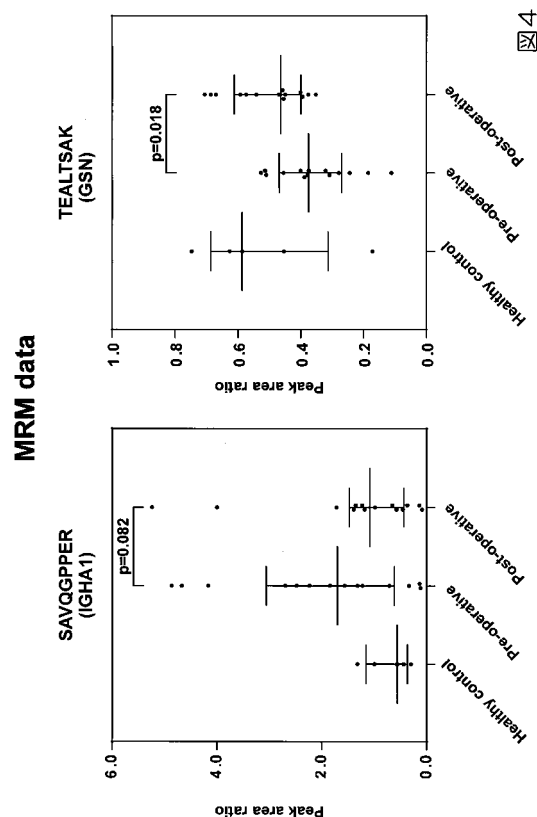 MRM data
SAVQGPPER
(IGHA1)
p=0.082
Peak area ratio
6.0
4.0
2.0
0.0
Healthy control
Pre-operative
Post-operative
TEALTSAK
(GSN)
p=0.018
Peak area ratio
1.0
0.8
0.6
0.4
0.2
0.0
Healthy control
Pre-operative
Post-operative
図4